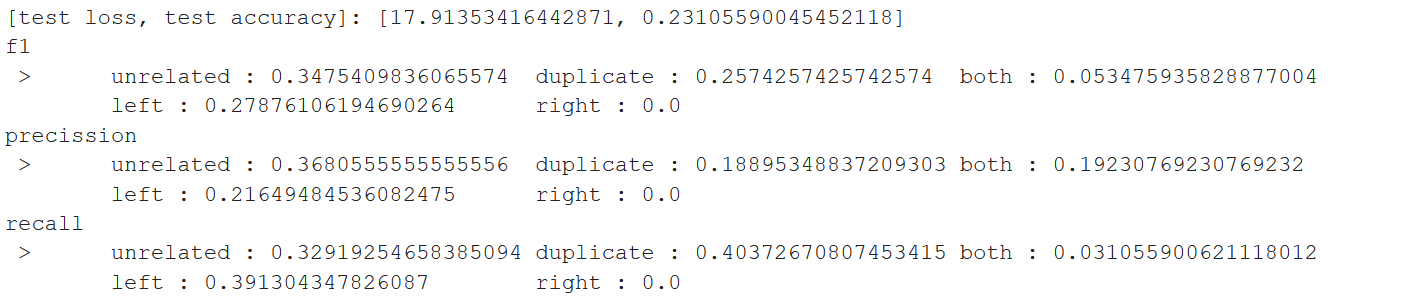 [test loss, test accuracy]: [17.91353416442871, 0.23105590045452118]
f1
> unrelated : 0.3475409836065574 duplicate : 0.2574257425742574 both : 0.053475935828877004
left : 0.27876106194690264 right : 0.0
precission
> unrelated : 0.3680555555555556 duplicate : 0.18895348837209303 both : 0.19230769230769232
left : 0.21649484536082475 right : 0.0
recall
> unrelated : 0.32919254658385094 duplicate : 0.40372670807453415 both : 0.031055900621118012
left : 0.391304347826087 right : 0.0